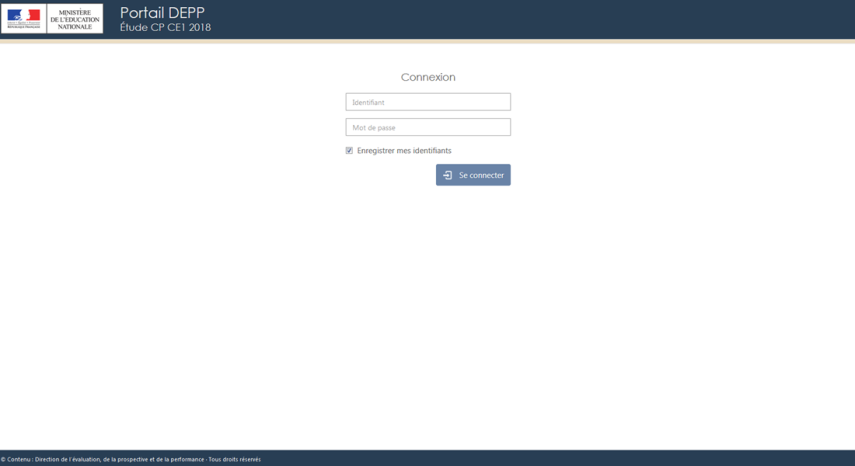 MINISTÈRE
DE L'ÉDUCATION
NATIONALE
Portail DEPP
Étude CP CE1 2018
Connexion
Identifiant
Mot de passe
Enregistrer mes identifiants
Se connecter
© Contenu : Direction de l'évaluation, de la prospective et de la performance - Tous droits réservés